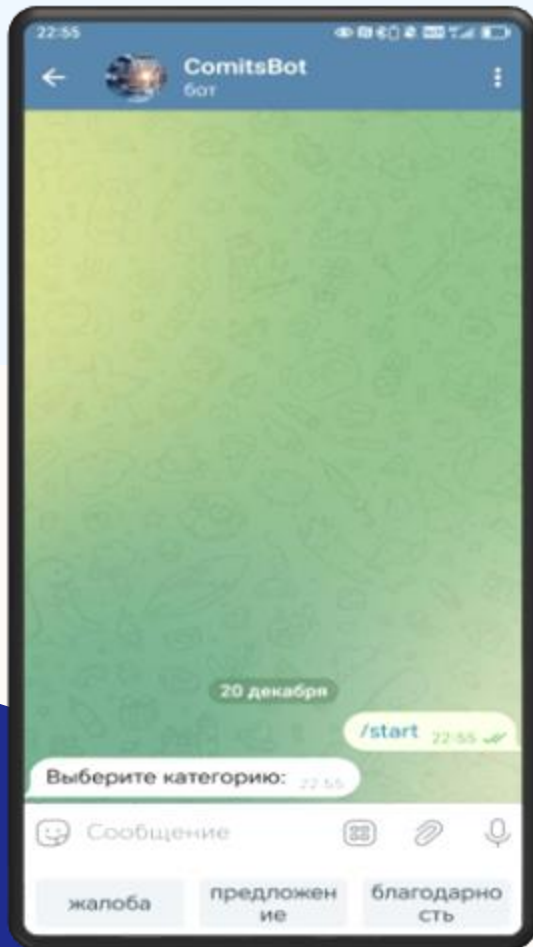 22:55
ComitsBot
бот
20 декабря
/start 22:55
Выберите категорию: 22:55
Сообщение
жалоба
предложен
ие
благодарно
сть